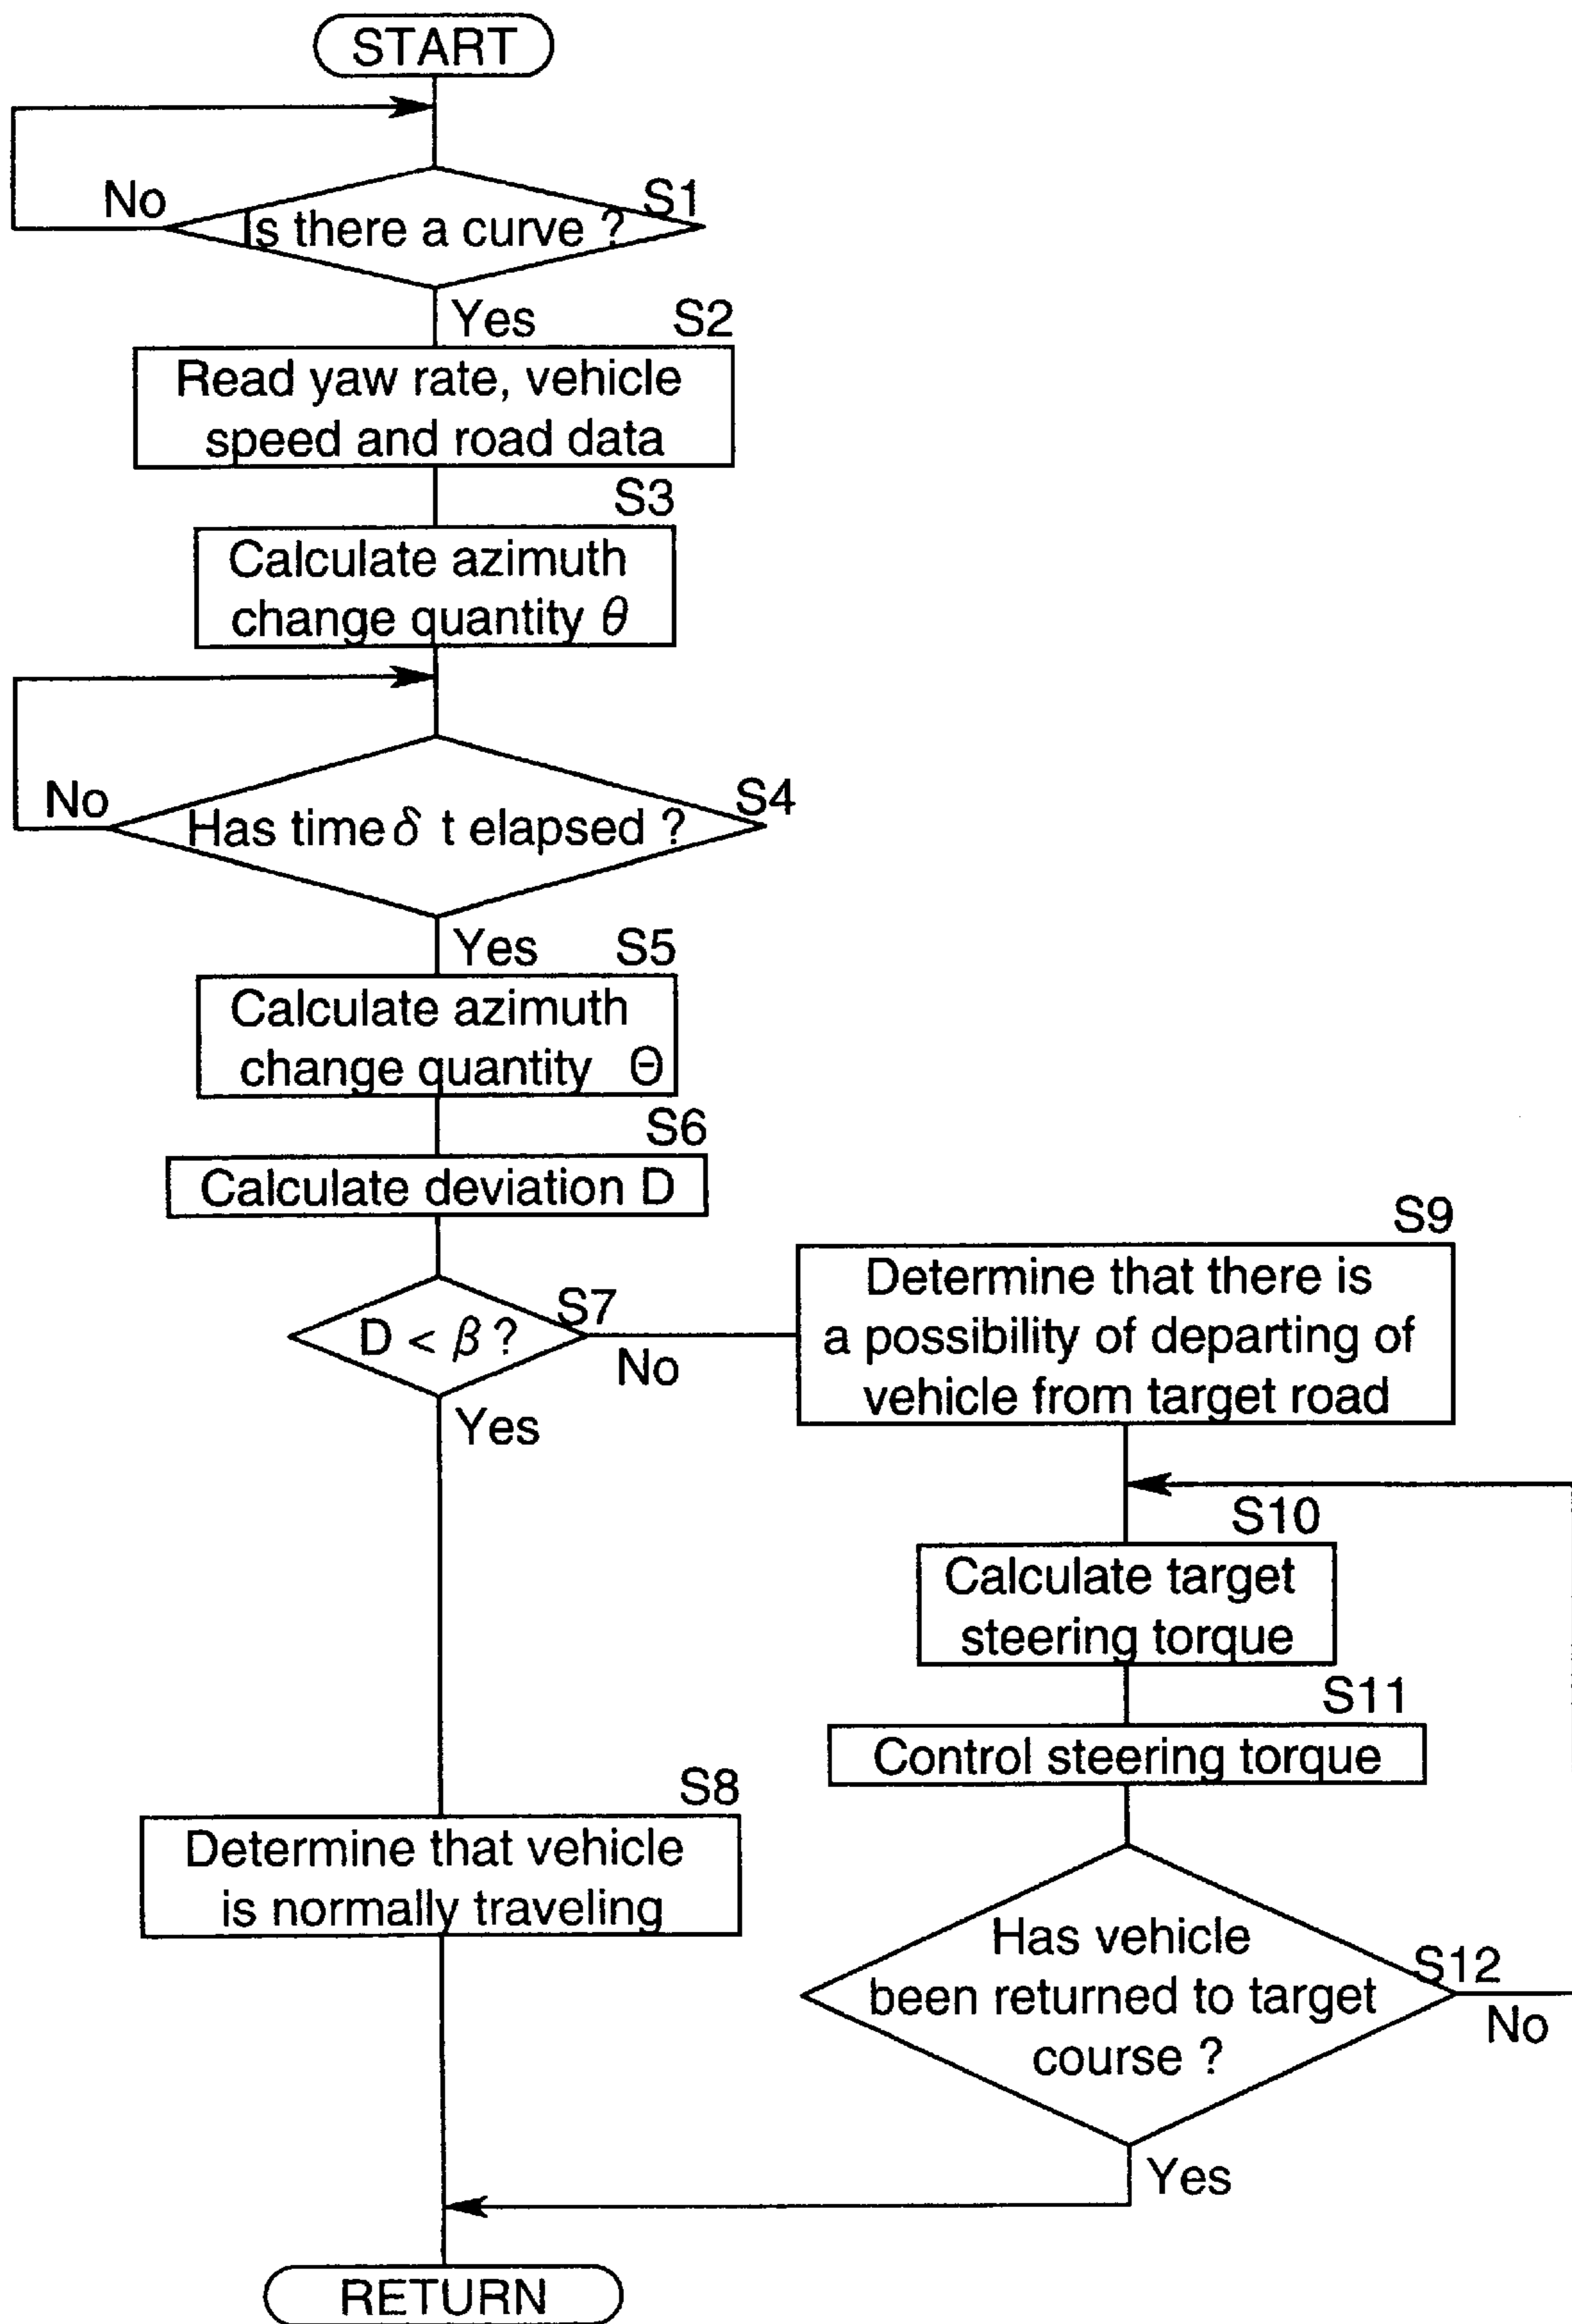 START
No
S1
Is there a curve ?
Yes
S2
Read yaw rate, vehicle
speed and road data
S3
Calculate azimuth
change quantity θ
No
S4
Has time δ t elapsed ?
Yes
S5
Calculate azimuth
change quantity Θ
S6
Calculate deviation D
S7
D < β ?
No
Yes
S9
Determine that there is
a possibility of departing of
vehicle from target road
S10
Calculate target
steering torque
S11
Control steering torque
S8
Determine that vehicle
is normally traveling
S12
Has vehicle
been returned to target
course ?
No
Yes
RETURN